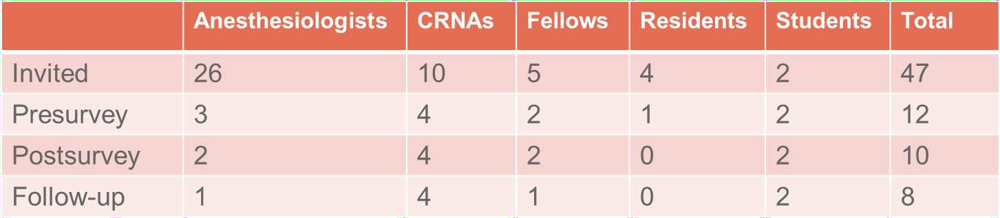 Anesthesiologists CRNAs Fellows Residents Students Total
Invited 26 10 5 4 2 47
Presurvey 3 4 2 1 2 12
Postsurvey 2 4 2 0 2 10
Follow-up 1 4 1 0 2 8